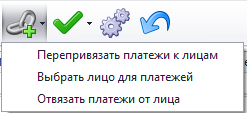 Перепривязать платежи к лицам
Выбрать лицо для платежей
Отвязать платежи от лица